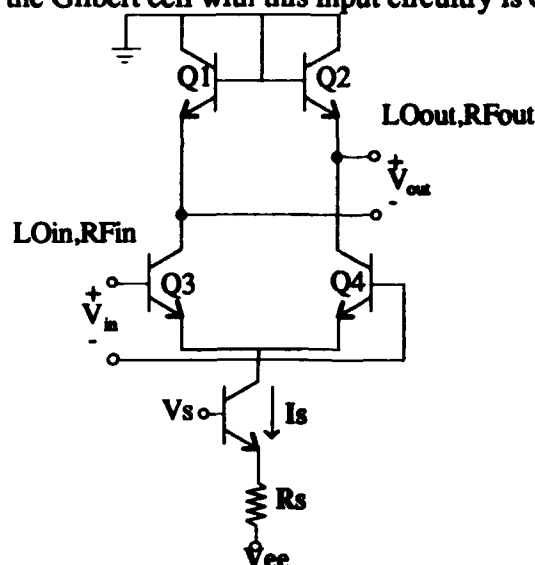 the Gilbert cell with this input circuitry is
Q1
Q2
LOout,RFout
+
Vout
-
LOin,RFin
Q3
Q4
+
Vin
-
Vs
Is
Rs
Vee